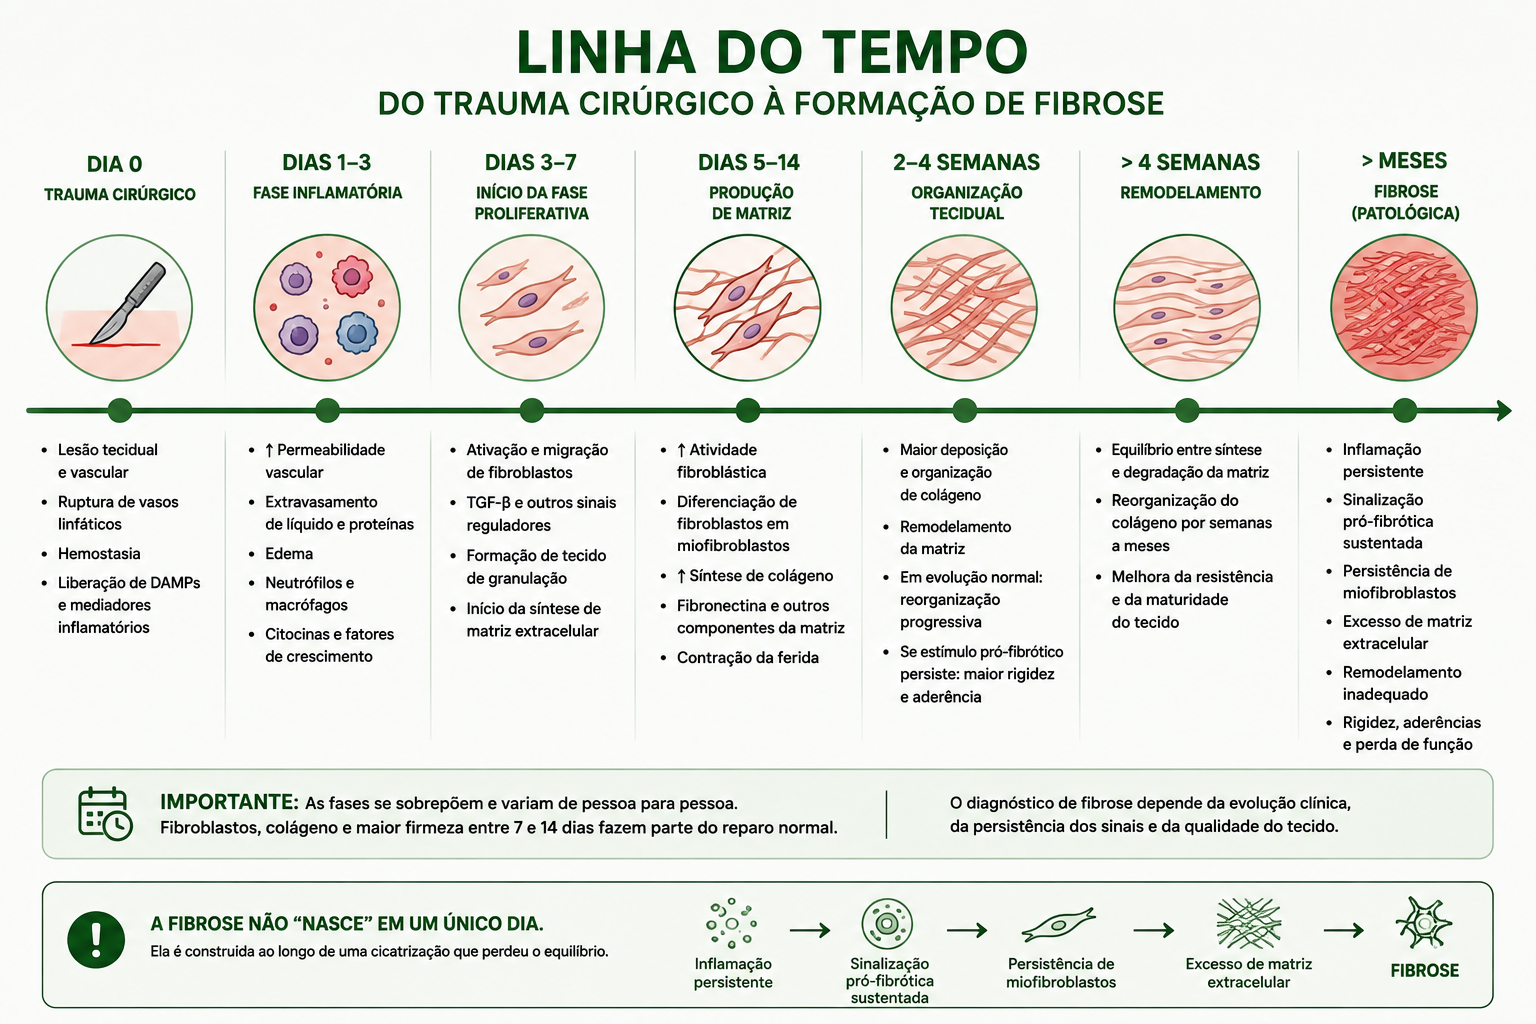 LINHA DO TEMPO
DO TRAUMA CIRÚRGICO À FORMAÇÃO DE FIBROSE
DIA 0
TRAUMA CIRÚRGICO
• Lesão tecidual
e vascular
• Ruptura de vasos
linfáticos
• Hemostasia
• Liberação de DAMPs
e mediadores
inflamatórios
DIAS 1–3
FASE INFLAMATÓRIA
• ↑ Permeabilidade
vascular
• Extravasamento
de líquido e proteínas
• Edema
• Neutrófilos e
macrófagos
• Citocinas e fatores
de crescimento
DIAS 3–7
INÍCIO DA FASE
PROLIFERATIVA
• Ativação e migração
de fibroblastos
• TGF-β e outros sinais
reguladores
• Formação de tecido
de granulação
• Início da síntese de
matriz extracelular
DIAS 5–14
PRODUÇÃO
DE MATRIZ
• ↑ Atividade
fibroblástica
• Diferenciação de
fibroblastos em
miofibroblastos
• ↑ Síntese de colágeno
• Fibronectina e outros
componentes da matriz
• Contração da ferida
2–4 SEMANAS
ORGANIZAÇÃO
TECIDUAL
• Maior deposição
e organização
de colágeno
• Remodelamento
da matriz
• Em evolução normal:
reorganização
progressiva
• Se estímulo pró-fibrótico
persiste: maior rigidez
e aderência
> 4 SEMANAS
REMODELAMENTO
• Equilíbrio entre síntese
e degradação da matriz
• Reorganização do
colágeno por semanas
a meses
• Melhora da resistência
e da maturidade
do tecido
> MESES
FIBROSE
(PATOLÓGICA)
• Inflamação
persistente
• Sinalização
pró-fibrótica
sustentada
• Persistência de
miofibroblastos
• Excesso de matriz
extracelular
• Remodelamento
inadequado
• Rigidez, aderências
e perda de função
IMPORTANTE: As fases se sobrepõem e variam de pessoa para pessoa.
Fibroblastos, colágeno e maior firmeza entre 7 e 14 dias fazem parte do reparo normal.
O diagnóstico de fibrose depende da evolução clínica,
da persistência dos sinais e da qualidade do tecido.
A FIBROSE NÃO “NASCE” EM UM ÚNICO DIA.
Ela é construida ao longo de uma cicatrização que perdeu o equilíbrio.
Inflamação
persistente
Sinalização
pró-fibrótica
sustentada
Persistência de
miofibroblastos
Excesso de matriz
extracelular
FIBROSE